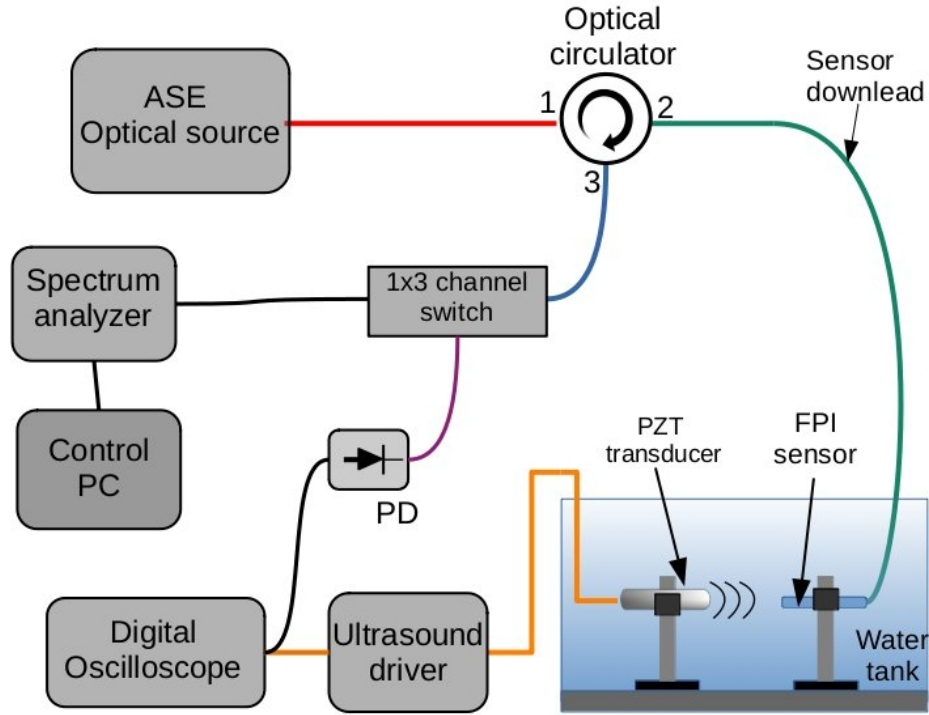 Optical
circulator
ASE
Optical source
1
2
3
Sensor
downlead
Spectrum
analyzer
1x3 channel
switch
Control
PC
PD
PZT
transducer
FPI
sensor
Digital
Oscilloscope
Ultrasound
driver
Water
tank